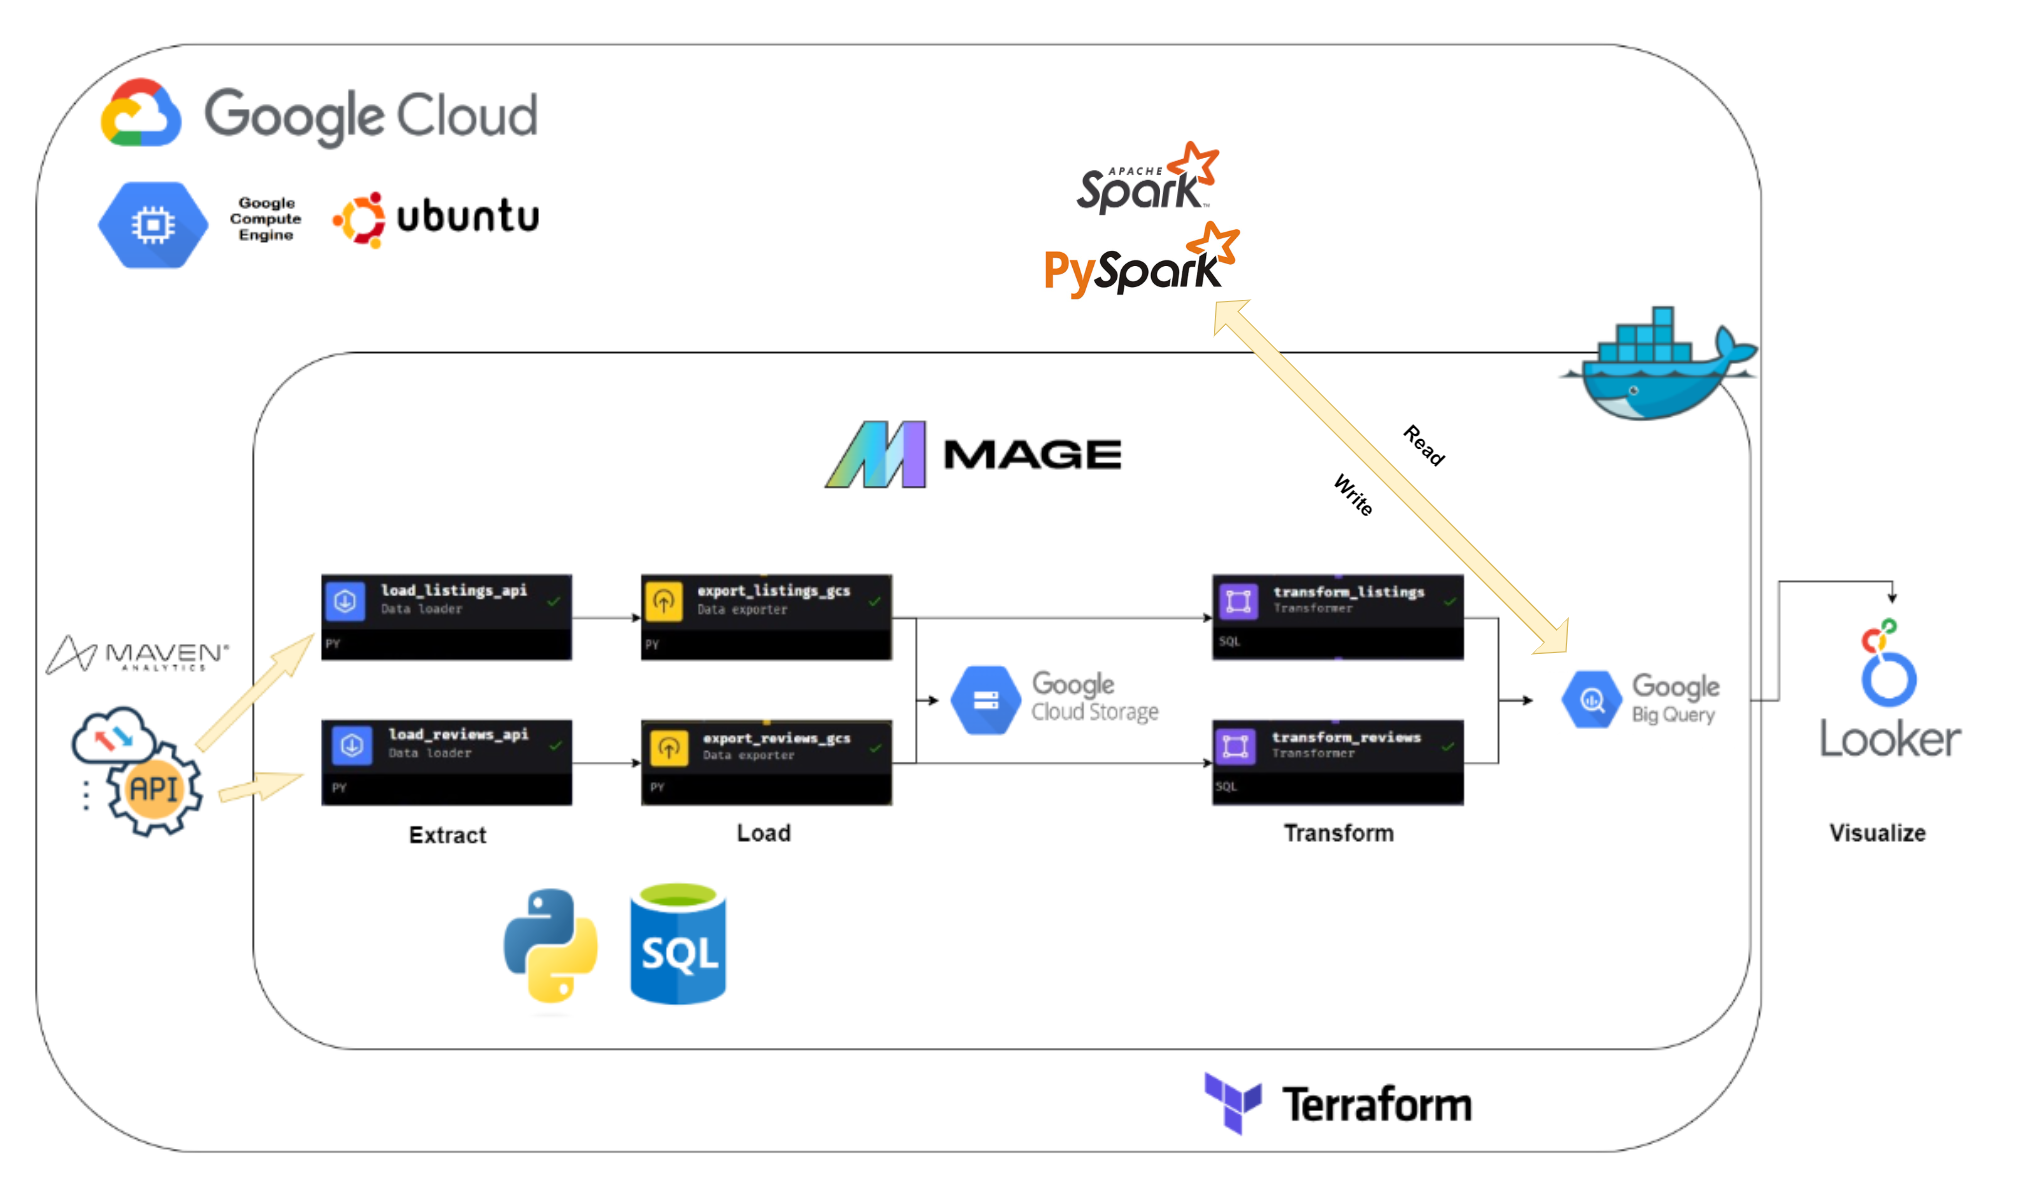 Google Cloud
Google
Compute
Engine
ubuntu
APACHE
Spark™
PySpark
MAGE
Read
Write
load_listings_api
Data loader
PY
export_listings_gcs
Data exporter
PY
transform_listings
Transformer
SQL
MAVEN®
ANALYTICS
API
Google
Cloud Storage
Google
Big Query
Looker
load_reviews_api
Data loader
PY
export_reviews_gcs
Data exporter
PY
transform_reviews
Transformer
SQL
Extract
Load
Transform
Visualize
SQL
Terraform